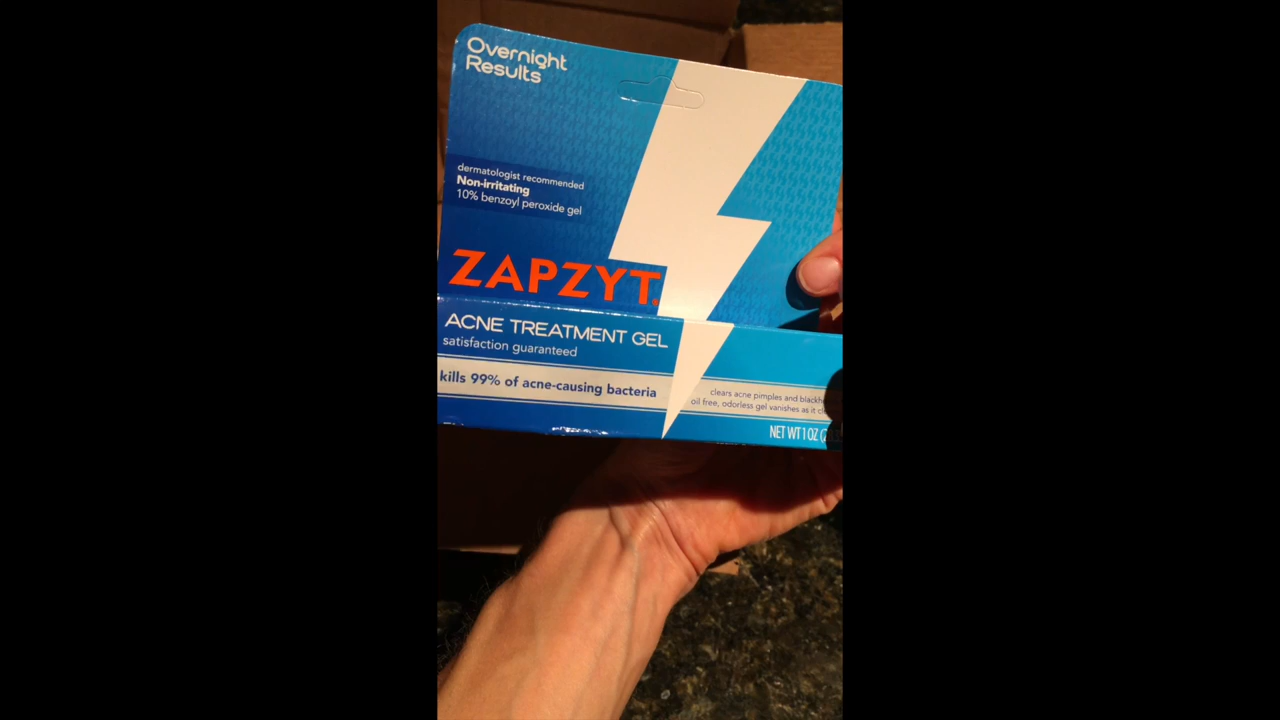 Overnight
Results
dermatologist recommended
Non-irritating
10% benzoyl peroxide gel
ZAPZYT.
ACNE TREATMENT GEL
satisfaction guaranteed
kills 99% of acne-causing bacteria
clears acne pimples and
oil free, odorless gel vanishes as it
NET WT 1 OZ